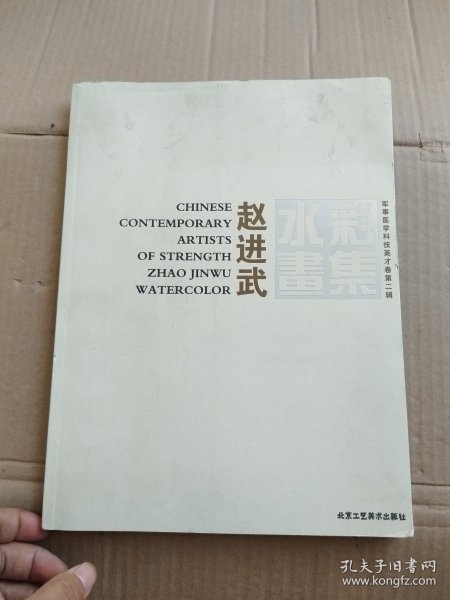 CHINESE
CONTEMPORARY
ARTISTS
OF STRENGTH
ZHAO JINWU
WATERCOLOR
赵进武
水彩
畫集
军事医学科技英才卷第二辑
北京工艺美术出版社
孔夫子旧书网
www.kongfz.com